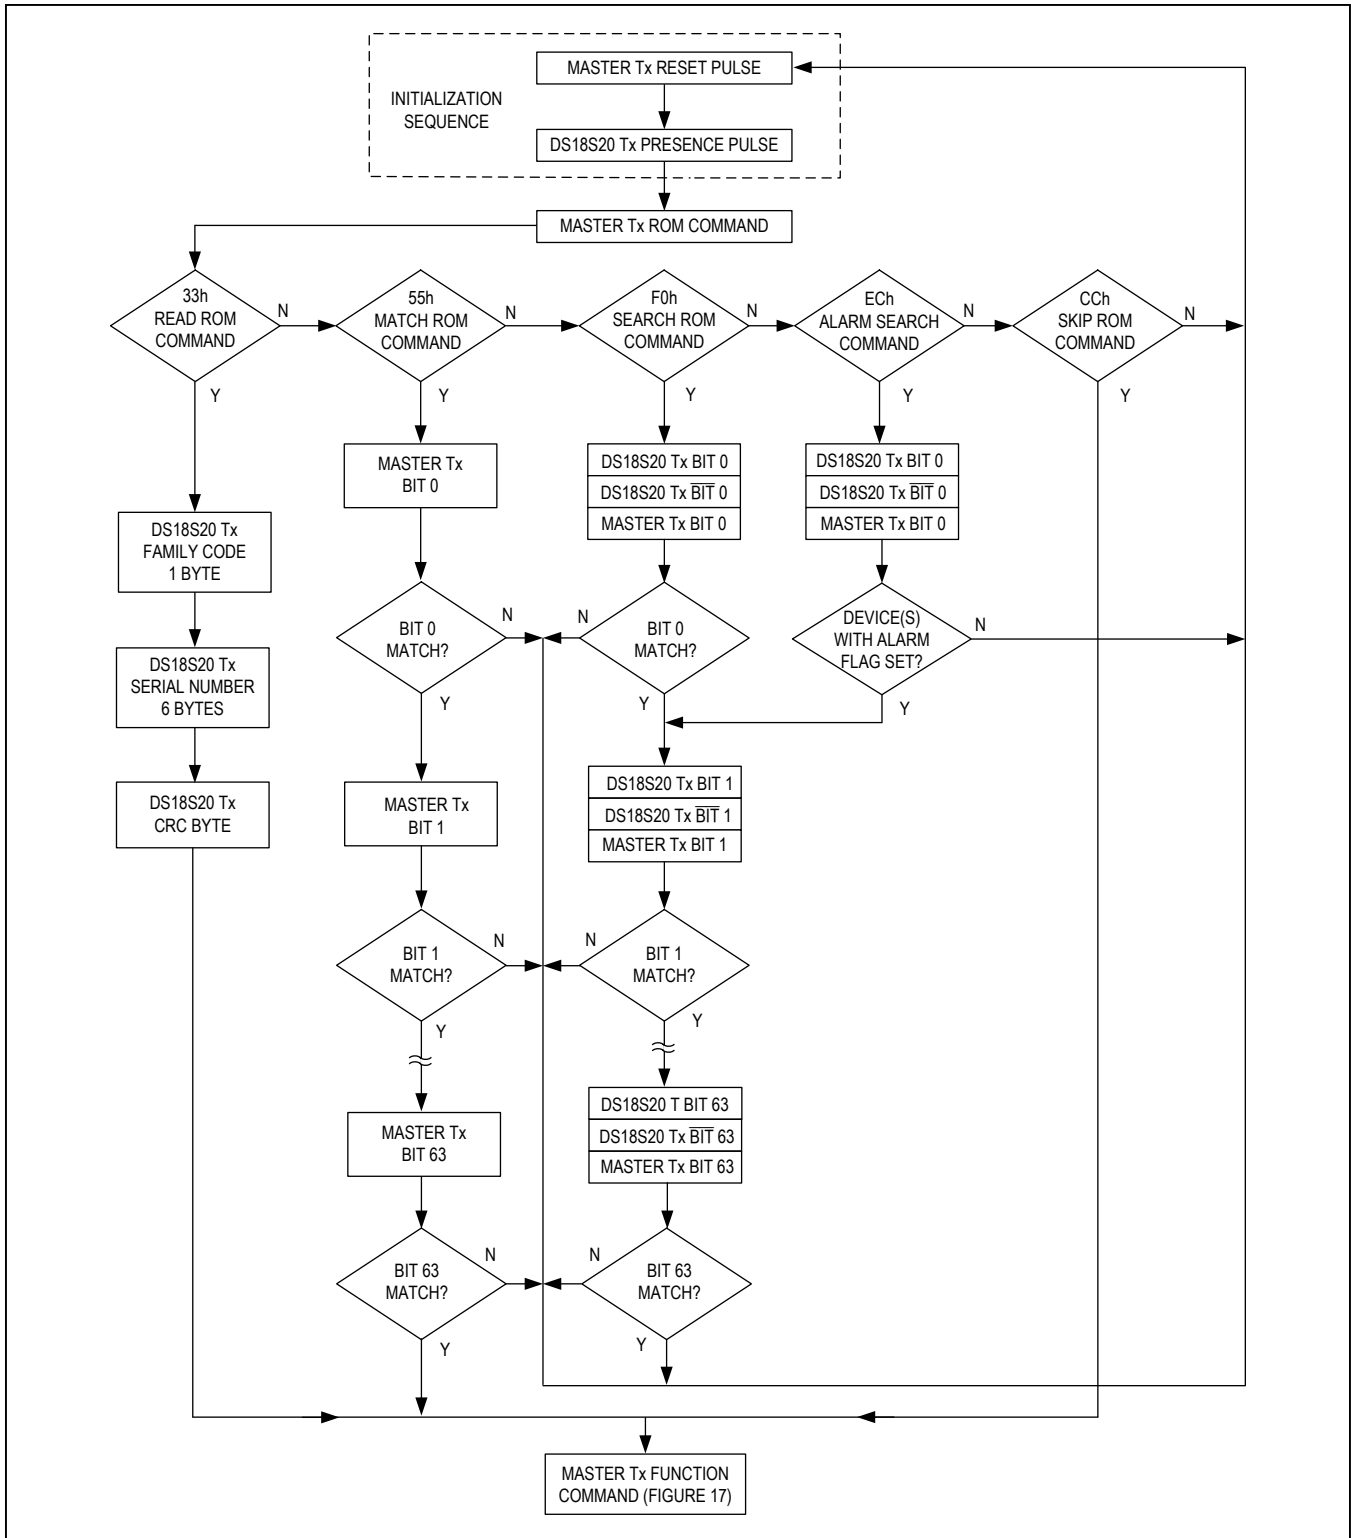 MASTER Tx RESET PULSE
INITIALIZATION
SEQUENCE
DS18S20 Tx PRESENCE PULSE
MASTER Tx ROM COMMAND
33h
READ ROM
COMMAND
N
Y
55h
MATCH ROM
COMMAND
N
Y
F0h
SEARCH ROM
COMMAND
N
Y
ECh
ALARM SEARCH
COMMAND
N
Y
CCh
SKIP ROM
COMMAND
N
Y
DS18S20 Tx
FAMILY CODE
1 BYTE
DS18S20 Tx
SERIAL NUMBER
6 BYTES
DS18S20 Tx
CRC BYTE
MASTER Tx
BIT 0
BIT 0
MATCH?
N
Y
MASTER Tx
BIT 1
BIT 1
MATCH?
N
Y
MASTER Tx
BIT 63
BIT 63
MATCH?
N
Y
DS18S20 Tx BIT 0
DS18S20 Tx B̅I̅T̅ 0
MASTER Tx BIT 0
BIT 0
MATCH?
N
Y
DS18S20 Tx BIT 1
DS18S20 Tx B̅I̅T̅ 1
MASTER Tx BIT 1
BIT 1
MATCH?
N
Y
DS18S20 T BIT 63
DS18S20 Tx B̅I̅T̅ 63
MASTER Tx BIT 63
BIT 63
MATCH?
N
Y
DS18S20 Tx BIT 0
DS18S20 Tx B̅I̅T̅ 0
MASTER Tx BIT 0
DEVICE(S)
WITH ALARM
FLAG SET?
N
Y
MASTER Tx FUNCTION
COMMAND (FIGURE 17)